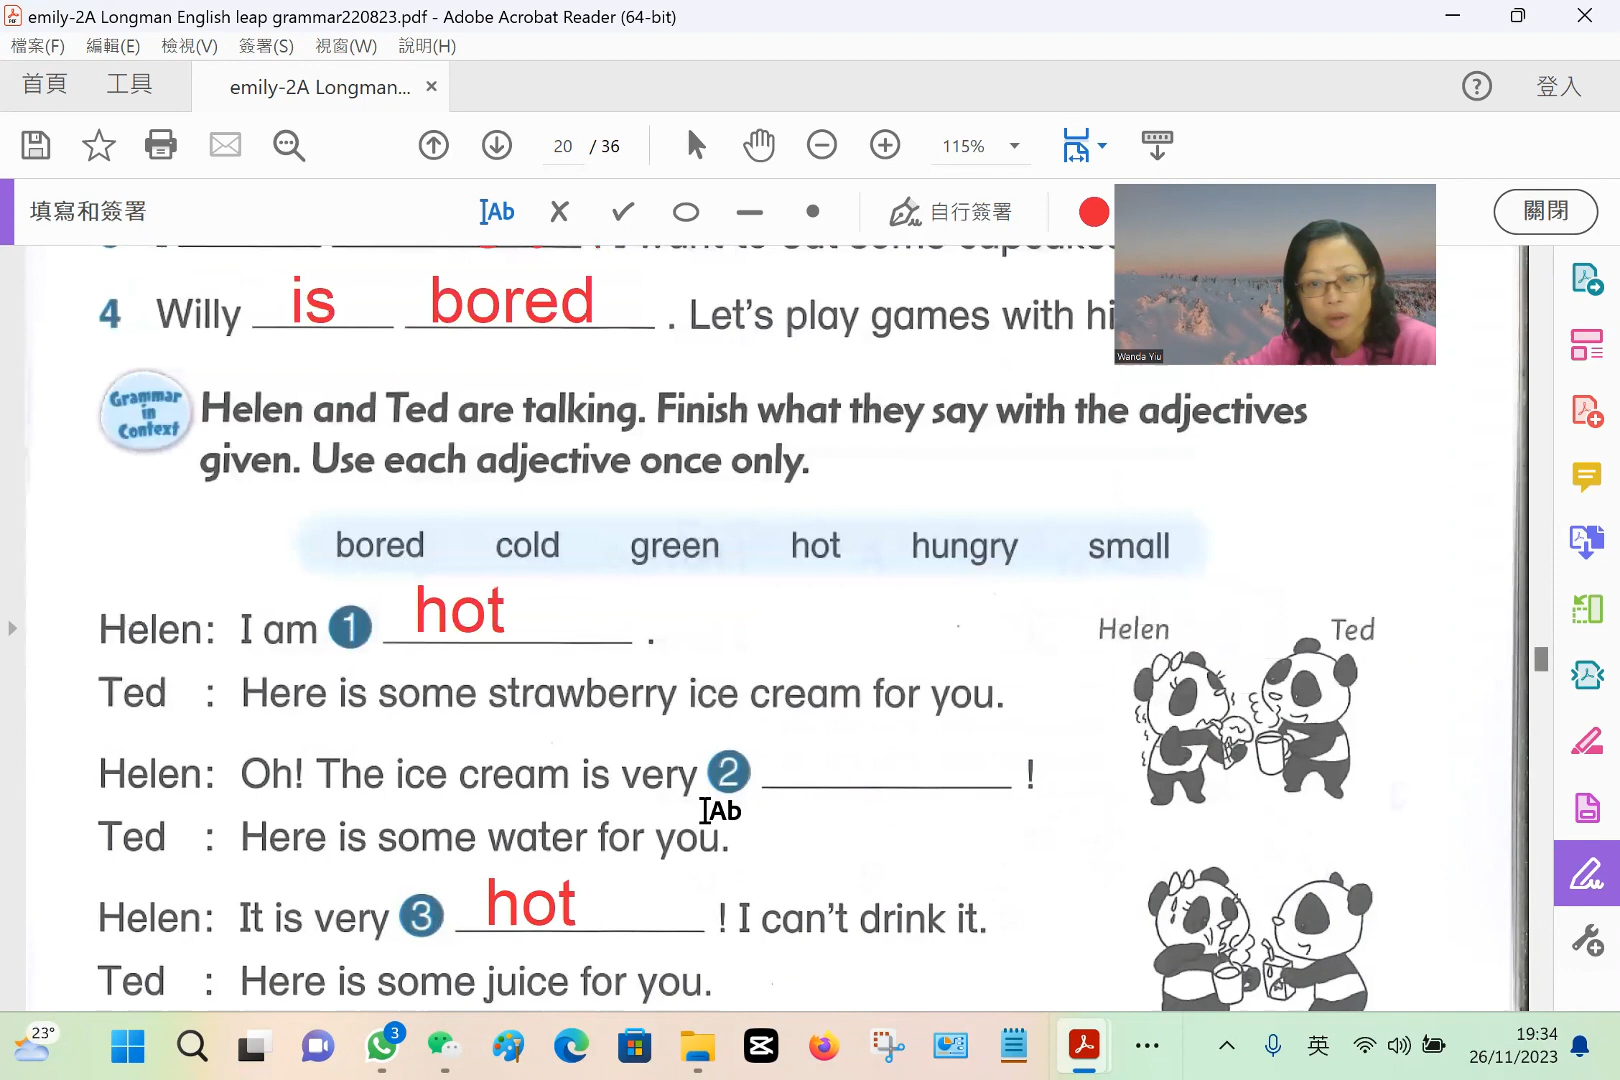 emily-2A Longman English leap grammar220823.pdf - Adobe Acrobat Reader (64-bit)
檔案(F) 編輯(E) 檢視(V) 簽署(S) 視窗(W) 說明(H)
首頁 工具 emily-2A Longman... × ? 登入
20 / 36 115%
填寫和簽署 Ab 自行簽署 關閉
4 Willy is bored . Let's play games with hi
Wanda Yiu
Grammar in Context
Helen and Ted are talking. Finish what they say with the adjectives
given. Use each adjective once only.
bored cold green hot hungry small
Helen: I am 1 hot .
Helen Ted
Ted : Here is some strawberry ice cream for you.
Helen: Oh! The ice cream is very 2 !
Ab
Ted : Here is some water for you.
Helen: It is very 3 hot ! I can't drink it.
Ted : Here is some juice for you.
23° 3 英 19:34
26/11/2023